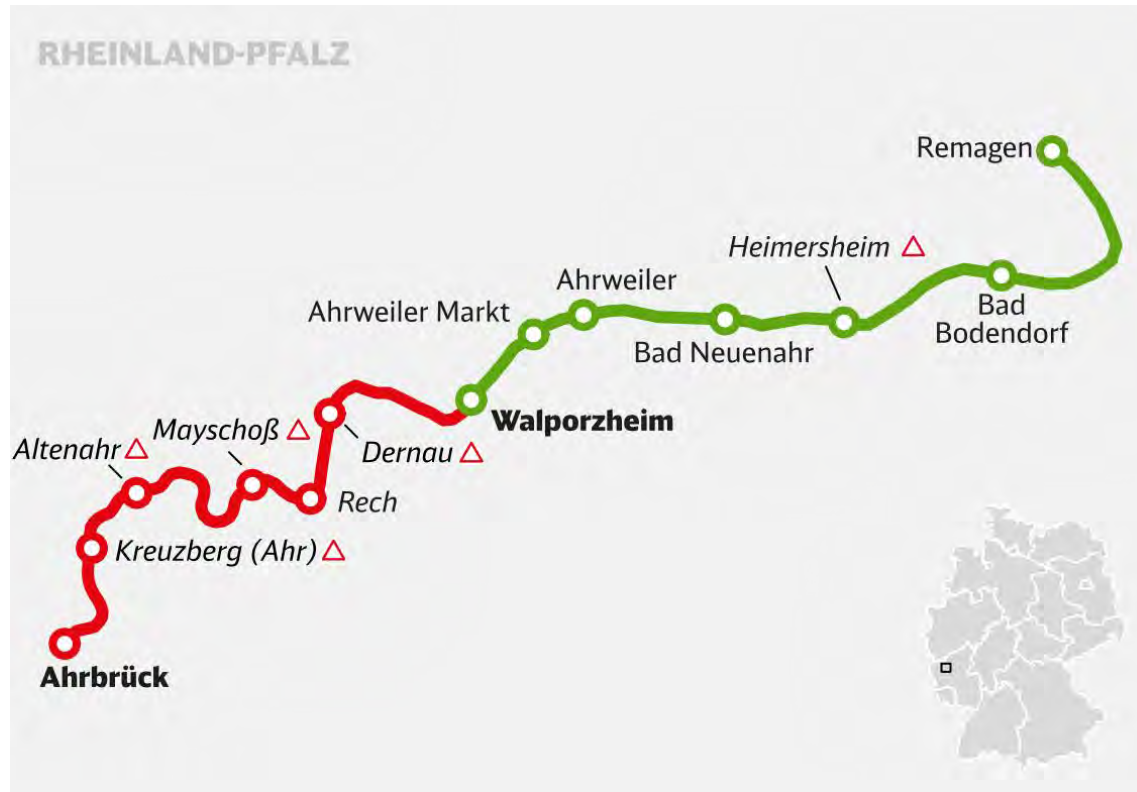 RHEINLAND-PFALZ
Remagen
Heimersheim
Ahrweiler
Ahrweiler Markt
Bad
Bodendorf
Bad Neuenahr
Walporzheim
Mayschoß
Altenahr
Dernau
Rech
Kreuzberg (Ahr)
Ahrbrück